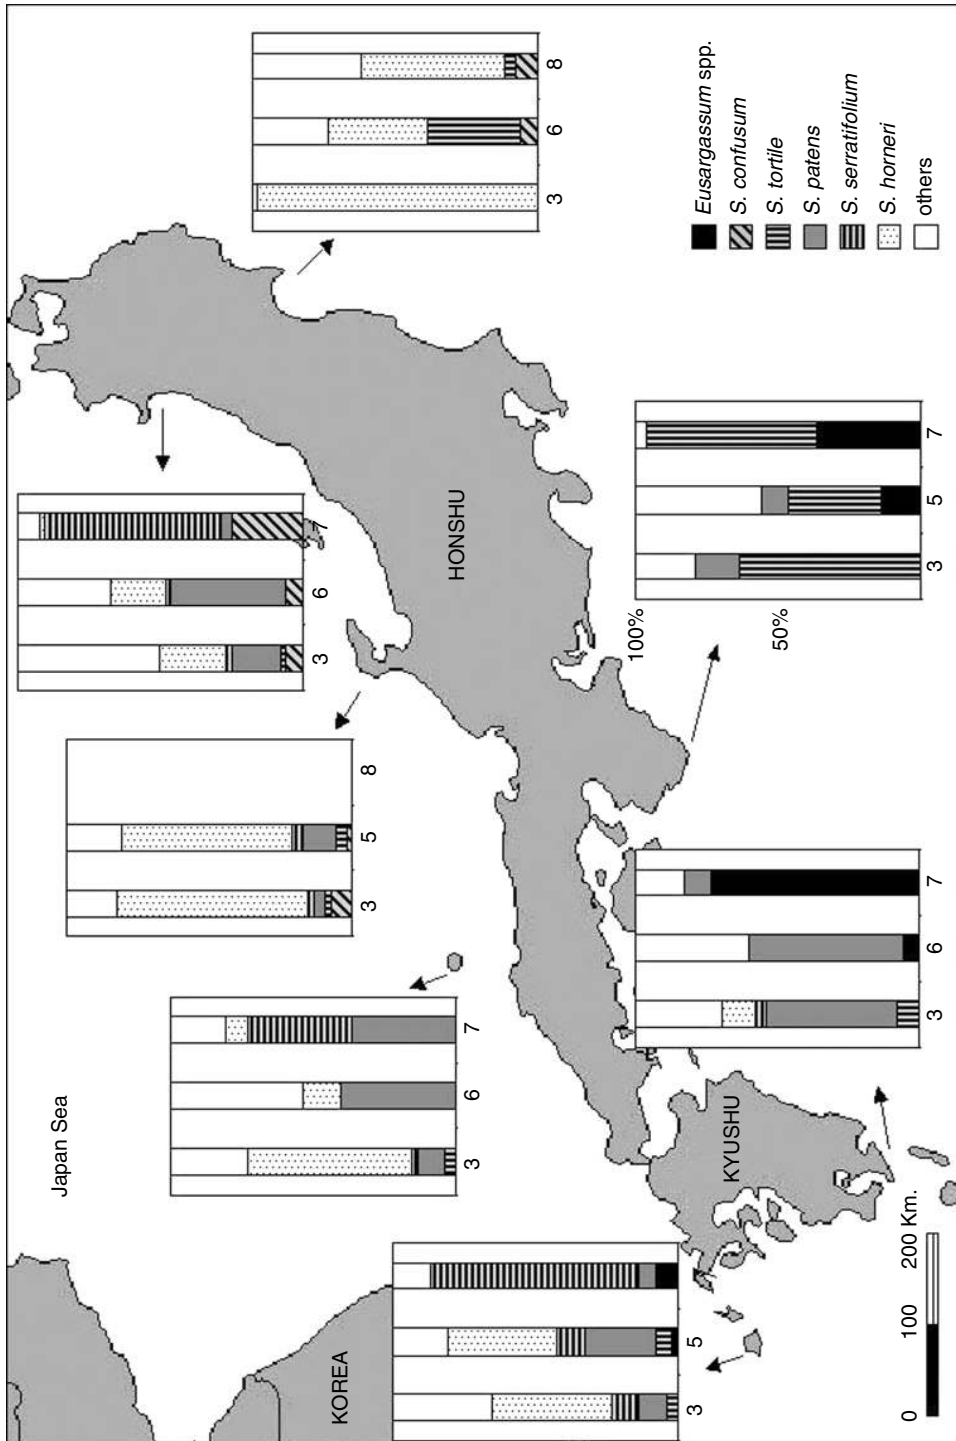 Japan Sea
KOREA
HONSHU
KYUSHU
3 5
3 6 7
3 5 8
3 6 7
3 6 8
3 6 7
100%
50%
3 5 7
Eusargassum spp.
S. confusum
S. tortile
S. patens
S. serratifolium
S. horneri
others
0 100 200 Km.